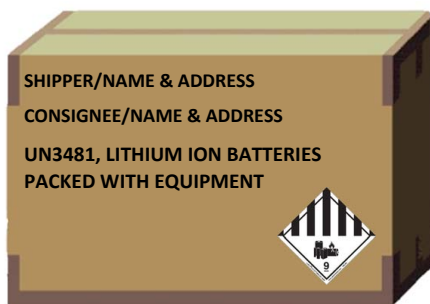 SHIPPER/NAME & ADDRESS
CONSIGNEE/NAME & ADDRESS
UN3481, LITHIUM ION BATTERIES
PACKED WITH EQUIPMENT
9